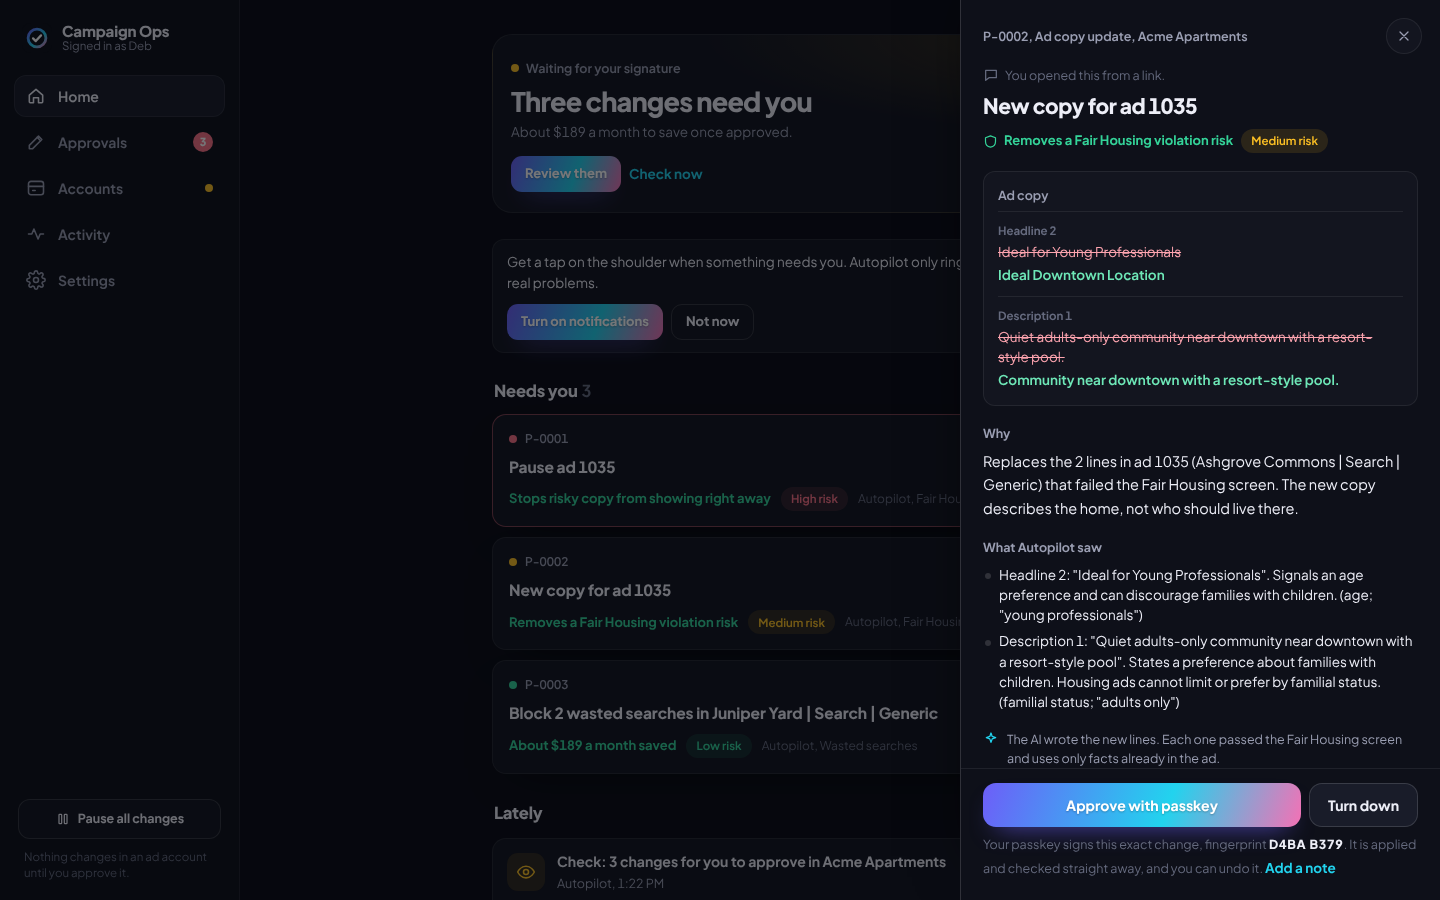 Campaign Ops
Signed in as Deb
Home
Approvals
3
Accounts
Activity
Settings
Pause all changes
Nothing changes in an ad account
until you approve it.
Waiting for your signature
Three changes need you
About $189 a month to save once approved.
Review them
Check now
Get a tap on the shoulder when something needs you. Autopilot only ring
real problems.
Turn on notifications
Not now
Needs you 3
P-0001
Pause ad 1035
Stops risky copy from showing right away
High risk
Autopilot, Fair Hou
P-0002
New copy for ad 1035
Removes a Fair Housing violation risk
Medium risk
Autopilot, Fair Housi
P-0003
Block 2 wasted searches in Juniper Yard | Search | Generic
About $189 a month saved
Low risk
Autopilot, Wasted searches
Lately
Check: 3 changes for you to approve in Acme Apartments
Autopilot, 1:22 PM
P-0002, Ad copy update, Acme Apartments
You opened this from a link.
New copy for ad 1035
Removes a Fair Housing violation risk
Medium risk
Ad copy
Headline 2
Ideal for Young Professionals
Ideal Downtown Location
Description 1
Quiet adults-only community near downtown with a resort-
style pool.
Community near downtown with a resort-style pool.
Why
Replaces the 2 lines in ad 1035 (Ashgrove Commons | Search |
Generic) that failed the Fair Housing screen. The new copy
describes the home, not who should live there.
What Autopilot saw
Headline 2: "Ideal for Young Professionals". Signals an age
preference and can discourage families with children. (age;
"young professionals")
Description 1: "Quiet adults-only community near downtown with
a resort-style pool". States a preference about families with
children. Housing ads cannot limit or prefer by familial status.
(familial status; "adults only")
The AI wrote the new lines. Each one passed the Fair Housing screen
and uses only facts already in the ad.
Approve with passkey
Turn down
Your passkey signs this exact change, fingerprint D4BA B379. It is applied
and checked straight away, and you can undo it. Add a note